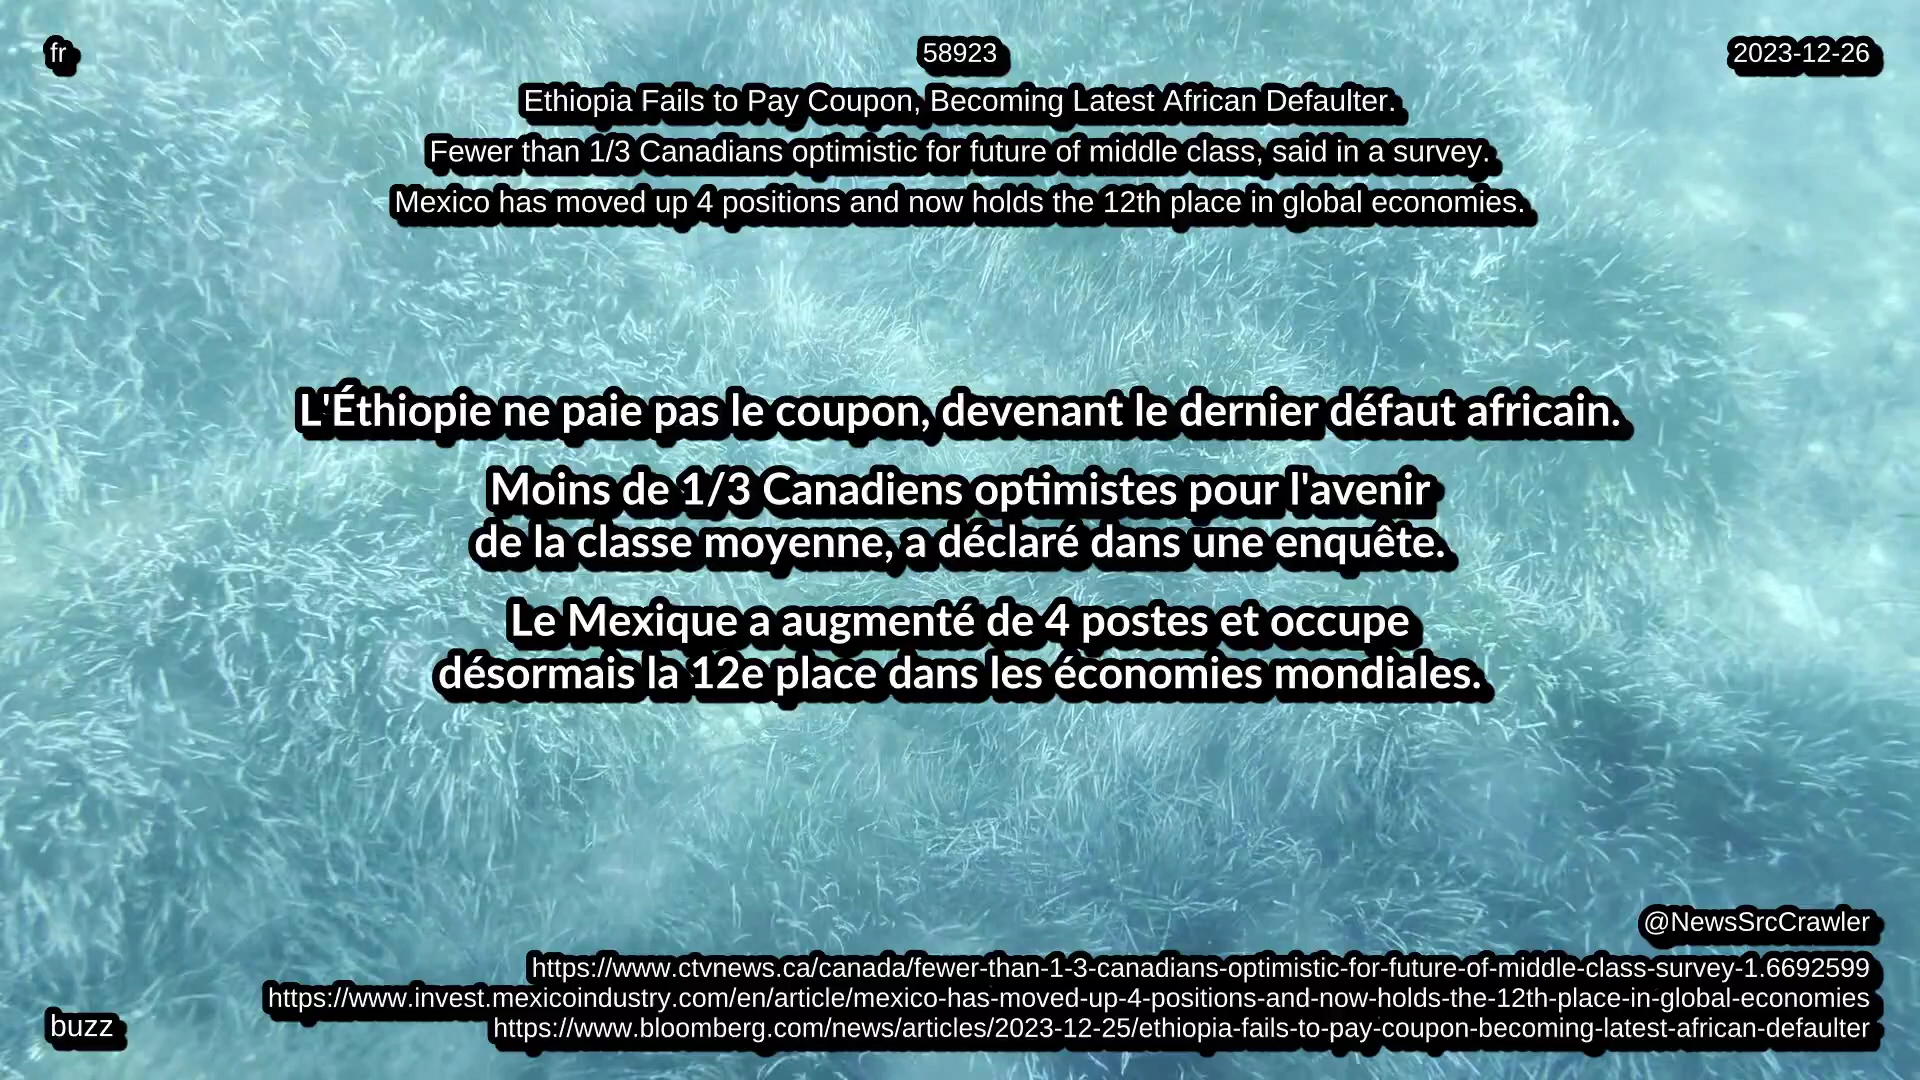 fr
58923
2023-12-26
Ethiopia Fails to Pay Coupon, Becoming Latest African Defaulter.
Fewer than 1/3 Canadians optimistic for future of middle class, said in a survey.
Mexico has moved up 4 positions and now holds the 12th place in global economies.
L'Éthiopie ne paie pas le coupon, devenant le dernier défaut africain.
Moins de 1/3 Canadiens optimistes pour l'avenir
de la classe moyenne, a déclaré dans une enquête.
Le Mexique a augmenté de 4 postes et occupe
désormais la 12e place dans les économies mondiales.
@NewsSrcCrawler
https://www.ctvnews.ca/canada/fewer-than-1-3-canadians-optimistic-for-future-of-middle-class-survey-1.6692599
https://www.invest.mexicoindustry.com/en/article/mexico-has-moved-up-4-positions-and-now-holds-the-12th-place-in-global-economies
https://www.bloomberg.com/news/articles/2023-12-25/ethiopia-fails-to-pay-coupon-becoming-latest-african-defaulter
buzz